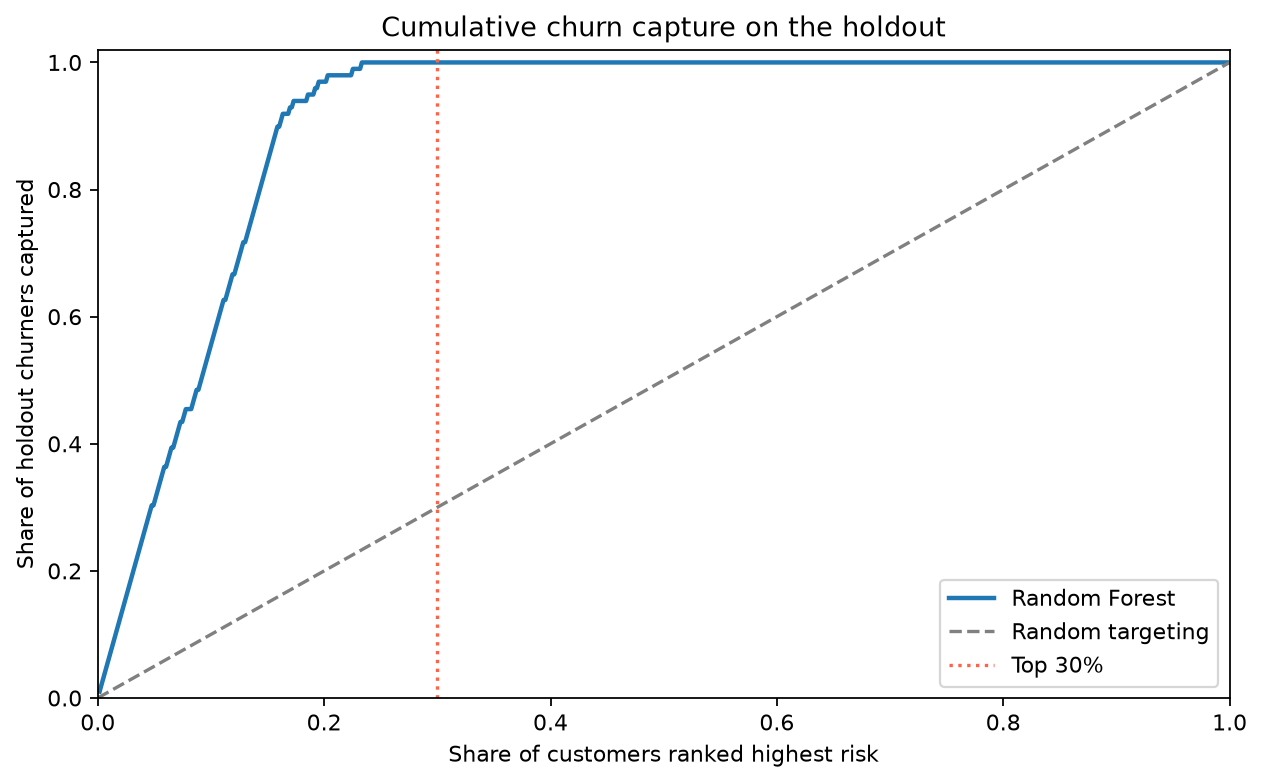 Cumulative churn capture on the holdout
Share of holdout churners captured
1.0
0.8
0.6
0.4
0.2
0.0
0.0
0.2
0.4
0.6
0.8
1.0
Share of customers ranked highest risk
Random Forest
Random targeting
Top 30%